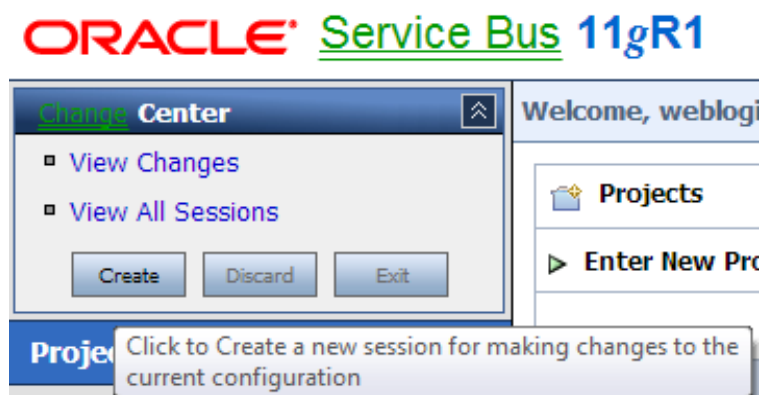 ORACLE Service Bus 11gR1
Change Center
View Changes
View All Sessions
Create Discard Exit
Welcome, weblogi
Projects
Enter New Pro
Projec
Click to Create a new session for making changes to the
current configuration